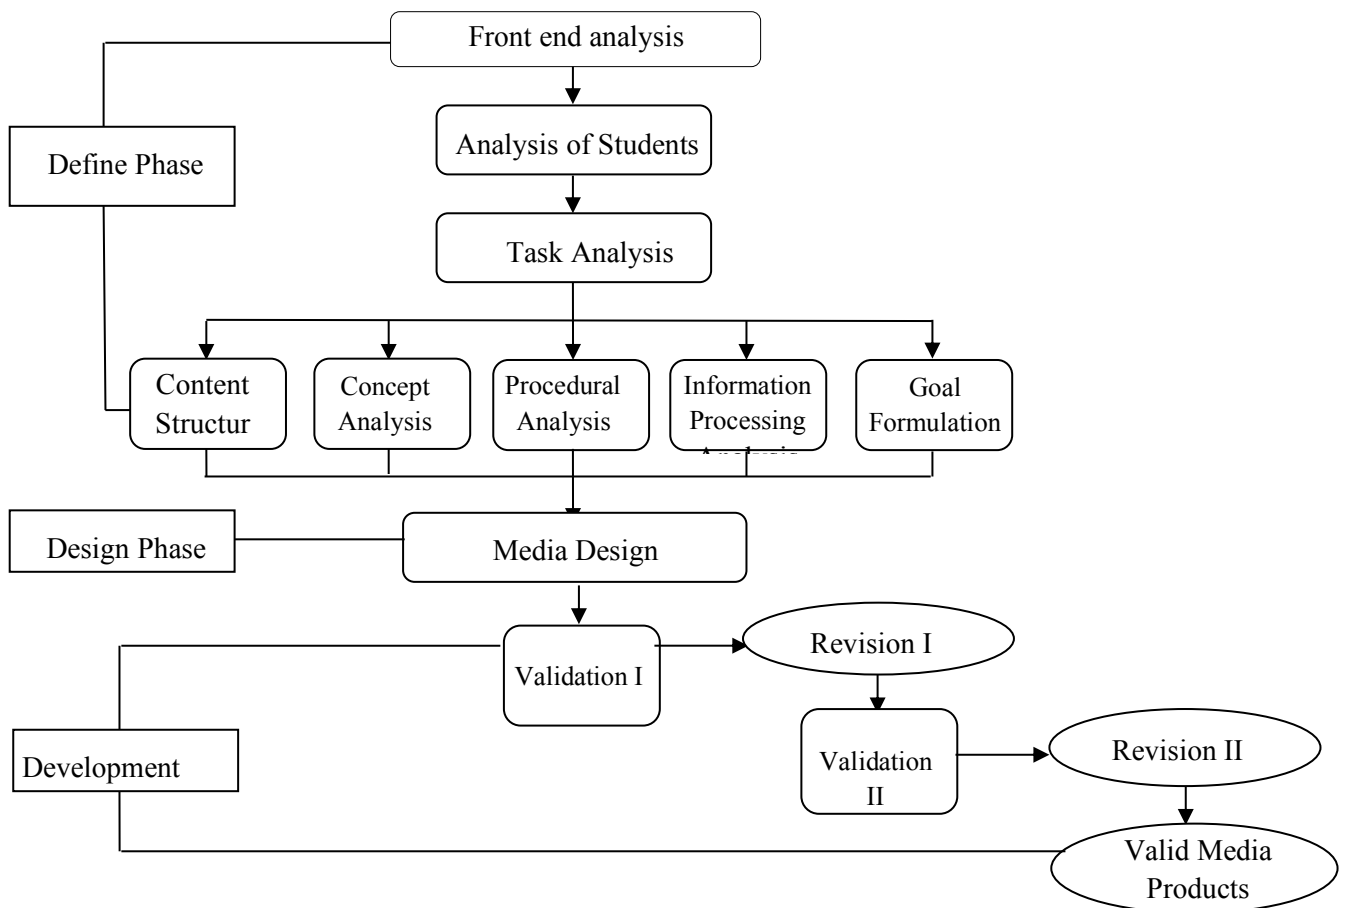 Front end analysis
Analysis of Students
Define Phase
Task Analysis
Content
Structur
Concept
Analysis
Procedural
Analysis
Information
Processing
Goal
Formulation
Design Phase
Media Design
Revision I
Validation I
Development
Validation
II
Revision II
Valid Media
Products